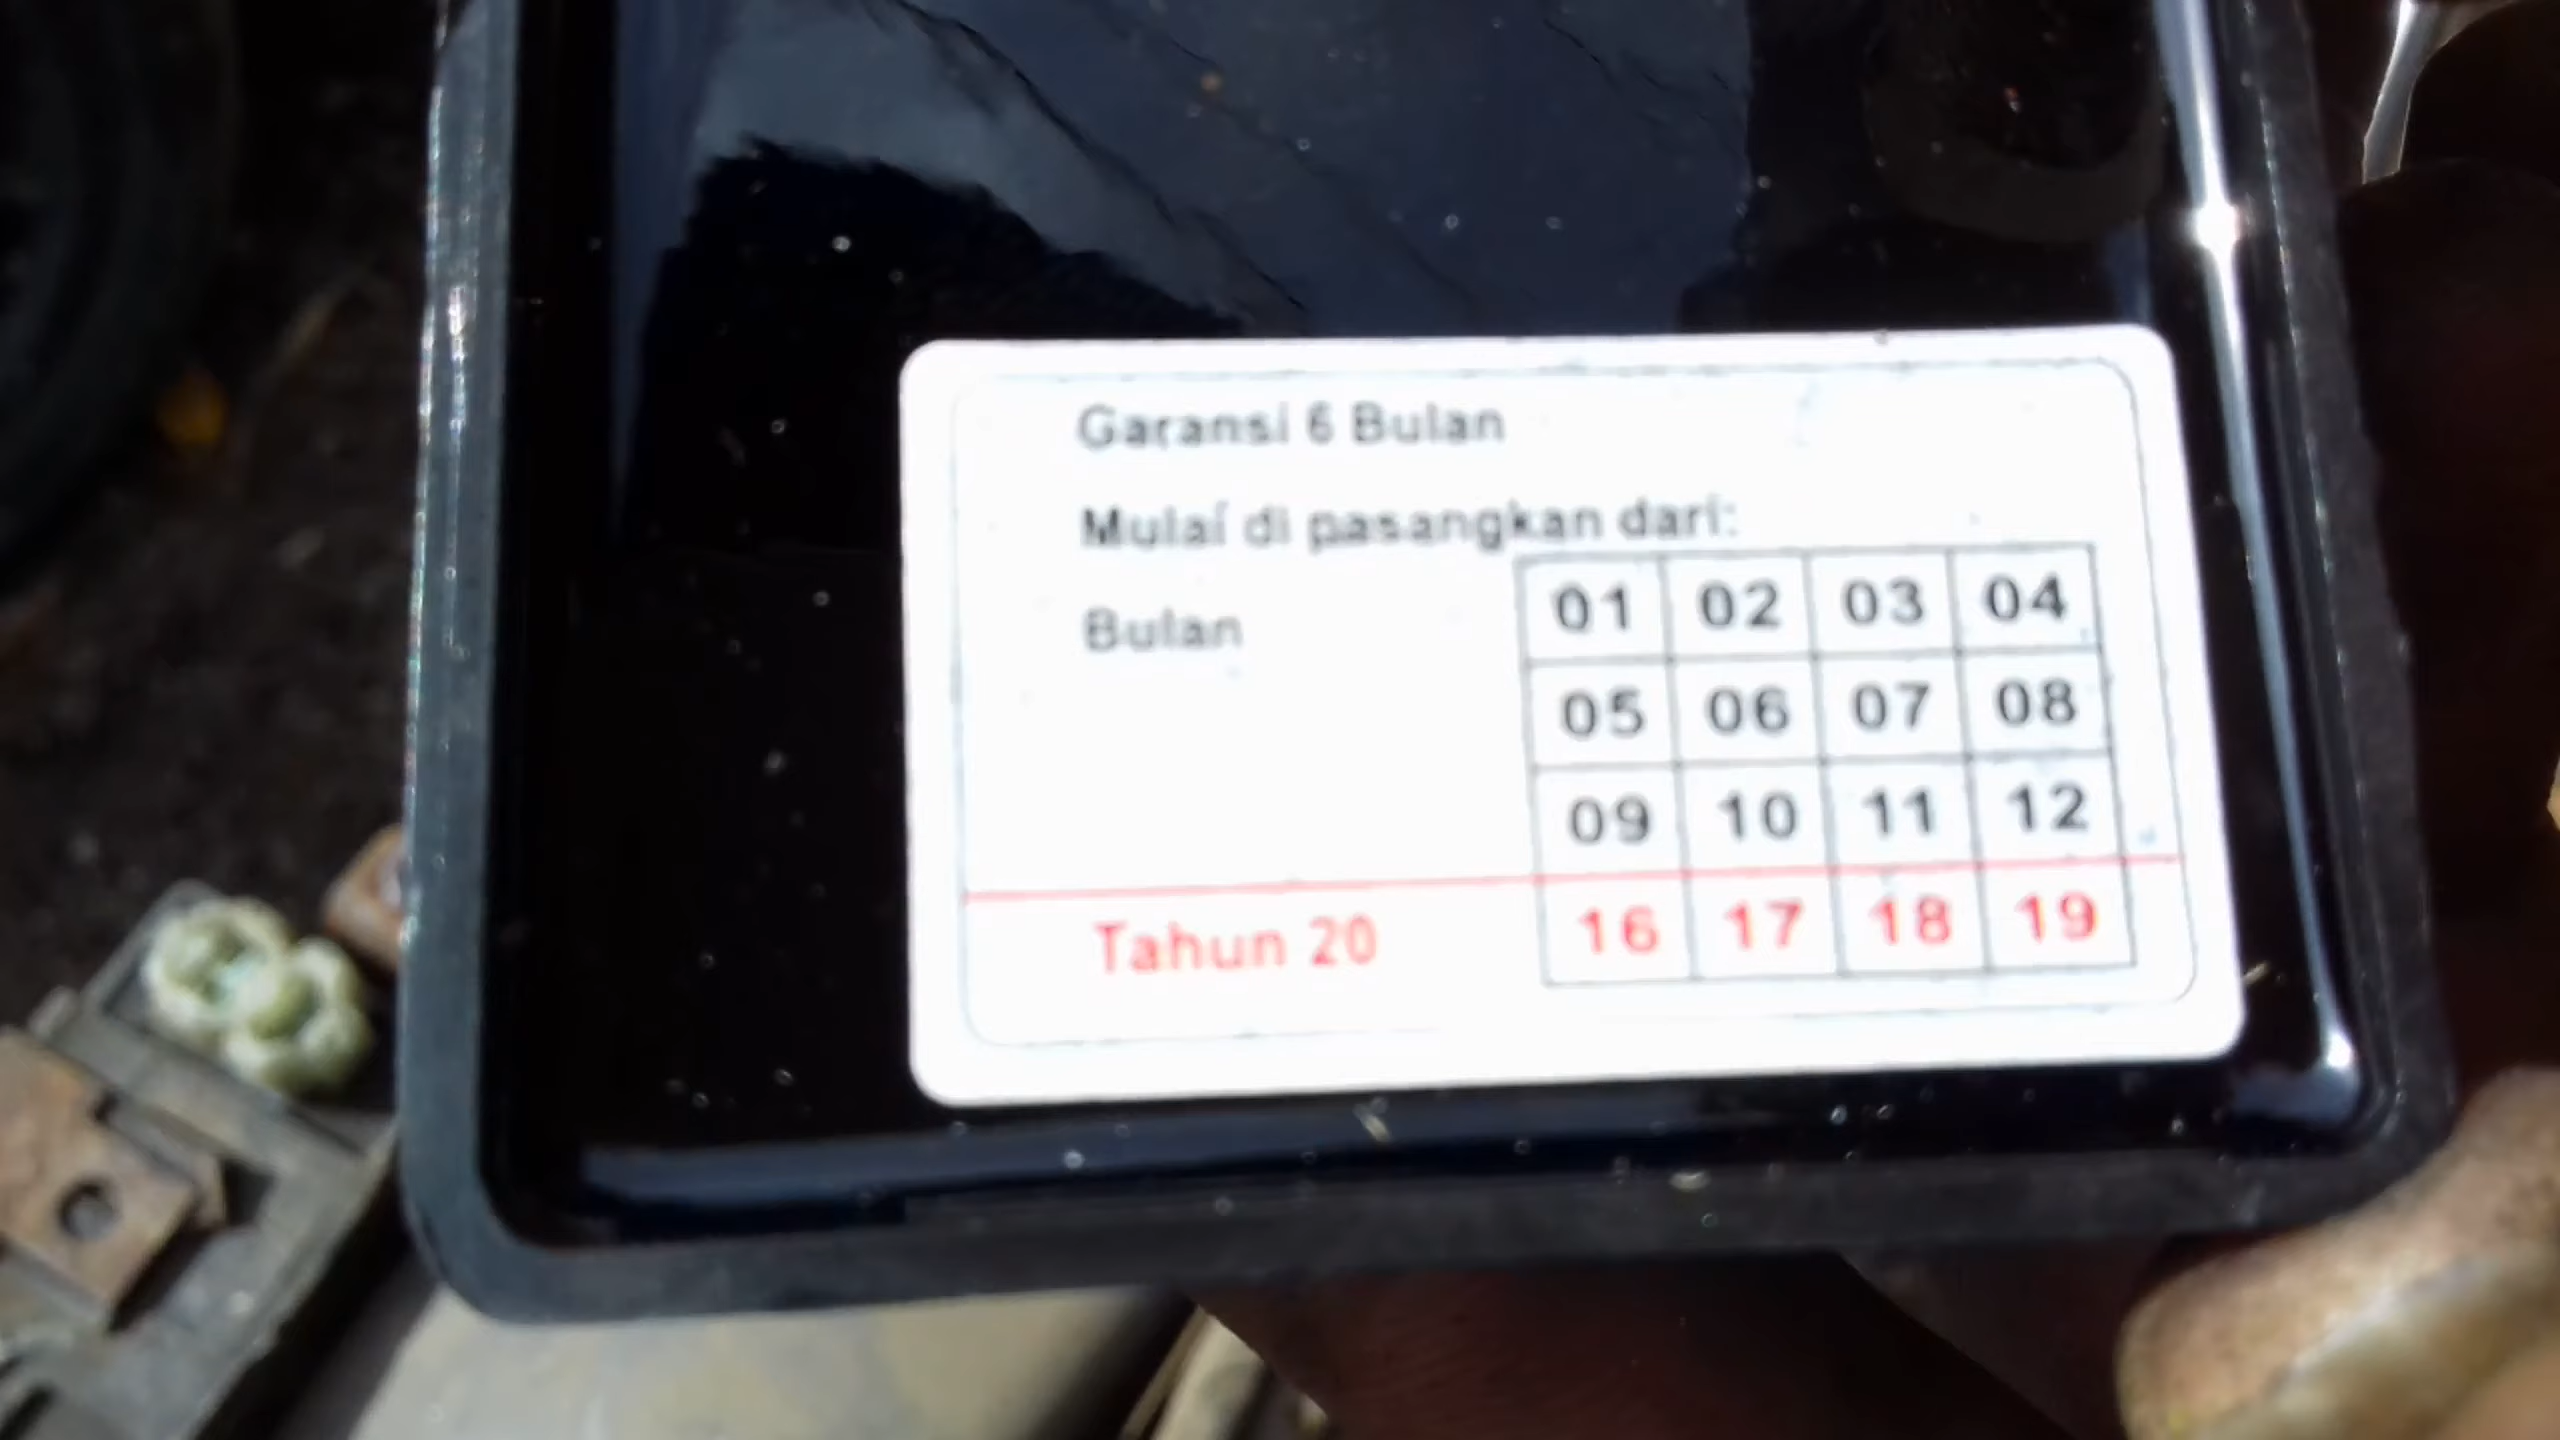 Garansi 6 Bulan
Mulai di pasangkan dari:
Bulan 01 02 03 04
05 06 07 08
09 10 11 12
Tahun 20 16 17 18 19